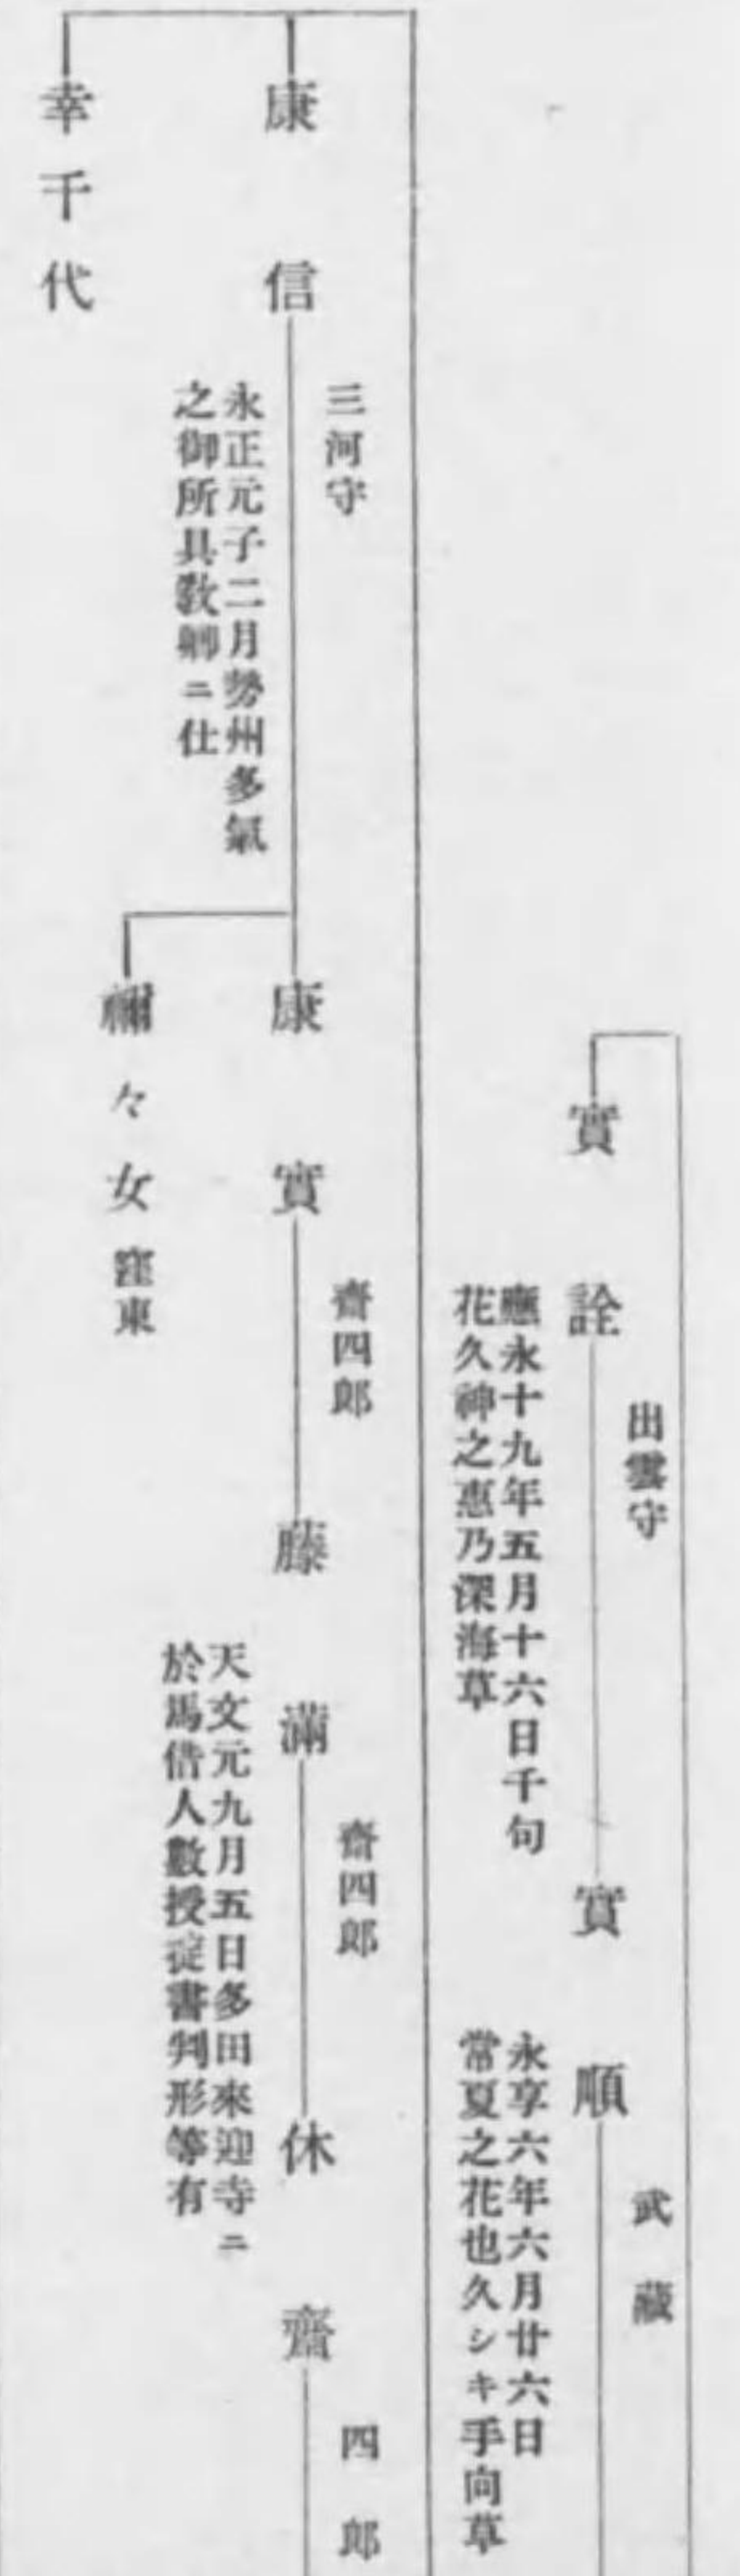 出雲守
實詮
應永十九年五月十六日千句
花久神之惠乃深海草
武藏
實順
永享六年六月廿六日
常夏之花也久シキ手向草
三河守
康信
永正元子二月勢州多氣
之御所具敎卿ニ仕
齋四郎
康實
齋四郎
藤滿
天文元九月五日多田來迎寺ニ
於馬借人數授掟書判形等有
四郎
休齋
禰々女
窪東
幸千代